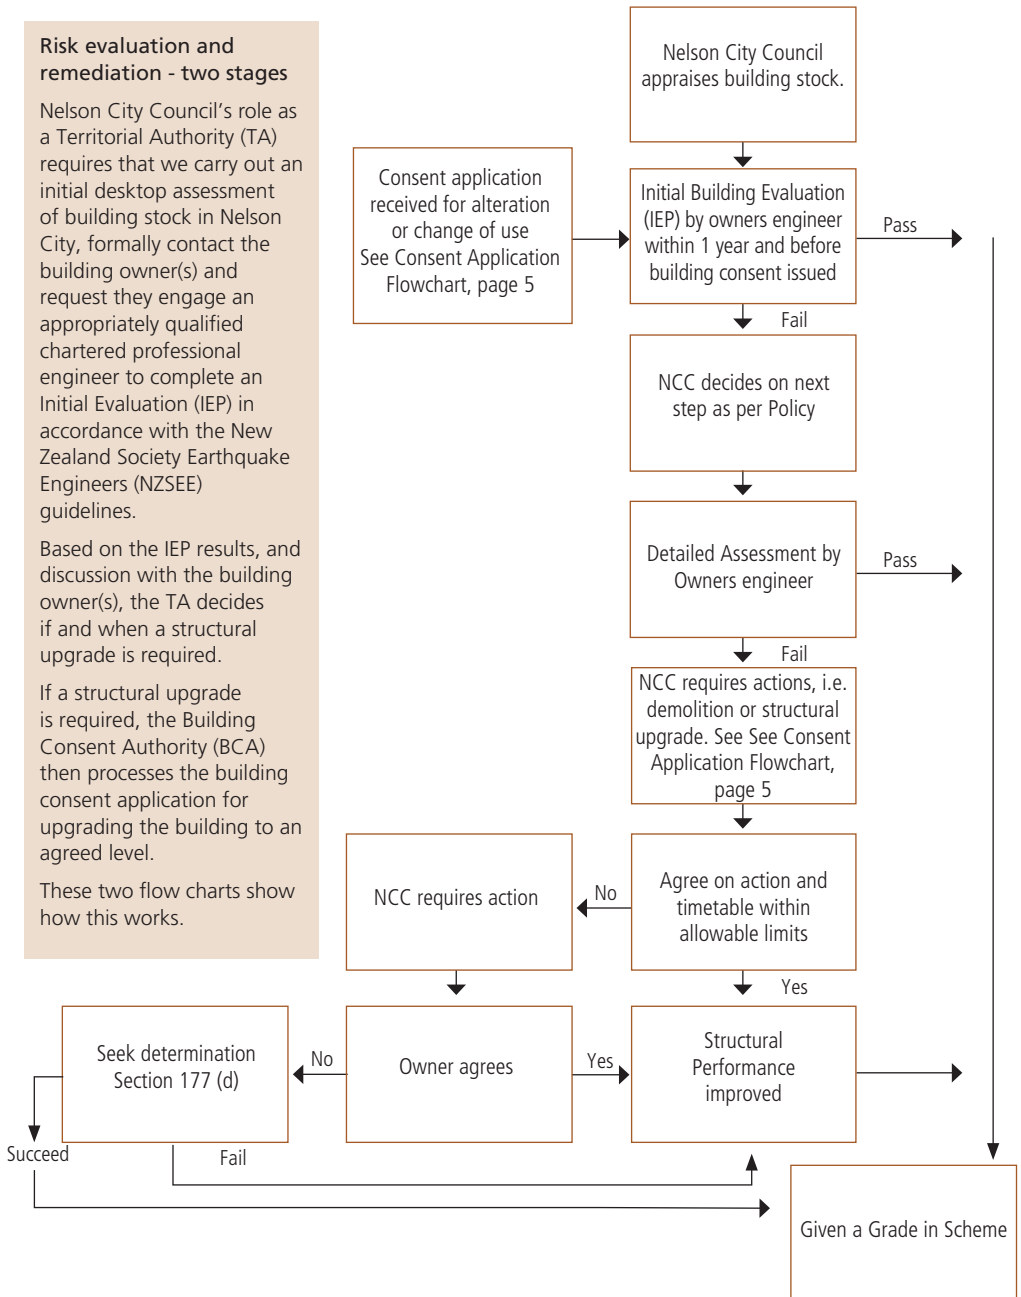 Risk evaluation and
remediation - two stages
Nelson City Council's role as
a Territorial Authority (TA)
requires that we carry out an
initial desktop assessment
of building stock in Nelson
City, formally contact the
building owner(s) and
request they engage an
appropriately qualified
chartered professional
engineer to complete an
Initial Evaluation (IEP) in
accordance with the New
Zealand Society Earthquake
Engineers (NZSEE)
guidelines.
Based on the IEP results, and
discussion with the building
owner(s), the TA decides
if and when a structural
upgrade is required.
If a structural upgrade
is required, the Building
Consent Authority (BCA)
then processes the building
consent application for
upgrading the building to an
agreed level.
These two flow charts show
how this works.
Nelson City Council
appraises building stock.
Consent application
received for alteration
or change of use
See Consent Application
Flowchart, page 5
Initial Building Evaluation
(IEP) by owners engineer
within 1 year and before
building consent issued
Pass
Fail
NCC decides on next
step as per Policy
Detailed Assessment by
Owners engineer
Pass
Fail
NCC requires actions, i.e.
demolition or structural
upgrade. See See Consent
Application Flowchart,
page 5
Agree on action and
timetable within
allowable limits
No
NCC requires action
Yes
Structural
Performance
improved
Owner agrees
Yes
No
Seek determination
Section 177 (d)
Succeed
Fail
Given a Grade in Scheme